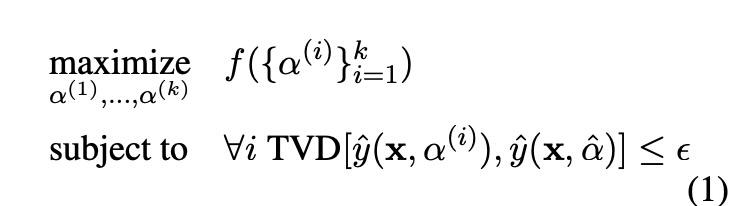 maximize f({α^(i)}_{i=1}^k)
α^(1),...,α^(k)
subject to ∀i TVD[ŷ(𝐱, α^(i)), ŷ(𝐱, α̂)] ≤ ϵ
(1)